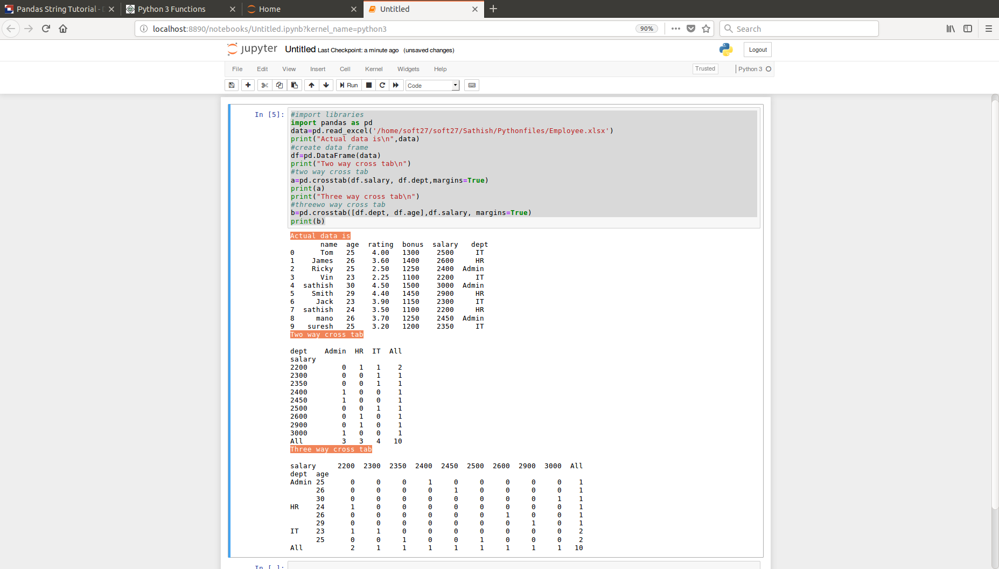 Pandas String Tutorial - D
Python 3 Functions
Home
Untitled
localhost:8890/notebooks/Untitled.ipynb?kernel_name=python3
90%
Search
jupyter Untitled Last Checkpoint: a minute ago (unsaved changes)
Logout
File Edit View Insert Cell Kernel Widgets Help
Trusted
Python 3
Run
Code
In [5]:
#import libraries
import pandas as pd
data=pd.read_excel('/home/soft27/soft27/Sathish/Pythonfiles/Employee.xlsx')
print("Actual data is\n",data)
#create data frame
df=pd.DataFrame(data)
print("Two way cross tab\n")
#two way cross tab
a=pd.crosstab(df.salary, df.dept,margins=True)
print(a)
print("Three way cross tab\n")
#threewo way cross tab
b=pd.crosstab([df.dept, df.age],df.salary, margins=True)
print(b)
Actual data is
name age rating bonus salary dept
0 Tom 25 4.00 1300 2500 IT
1 James 26 3.60 1400 2600 HR
2 Ricky 25 2.50 1250 2400 Admin
3 Vin 23 2.25 1100 2200 IT
4 sathish 30 4.50 1500 3000 Admin
5 Smith 29 4.40 1450 2900 HR
6 Jack 23 3.90 1150 2300 IT
7 sathish 24 3.50 1100 2200 HR
8 mano 26 3.70 1250 2450 Admin
9 suresh 25 3.20 1200 2350 IT
Two way cross tab
dept Admin HR IT All
salary
2200 0 1 1 2
2300 0 0 1 1
2350 0 0 1 1
2400 1 0 0 1
2450 1 0 0 1
2500 0 0 1 1
2600 0 1 0 1
2900 0 1 0 1
3000 1 0 0 1
All 3 3 4 10
Three way cross tab
salary 2200 2300 2350 2400 2450 2500 2600 2900 3000 All
dept age
Admin 25 0 0 0 1 0 0 0 0 0 1
26 0 0 0 0 1 0 0 0 0 1
30 0 0 0 0 0 0 0 0 1 1
HR 24 1 0 0 0 0 0 0 0 0 1
26 0 0 0 0 0 0 1 0 0 1
29 0 0 0 0 0 0 0 1 0 1
IT 23 1 1 0 0 0 0 0 0 0 2
25 0 0 1 0 0 1 0 0 0 2
All 2 1 1 1 1 1 1 1 1 10
In [ ]: